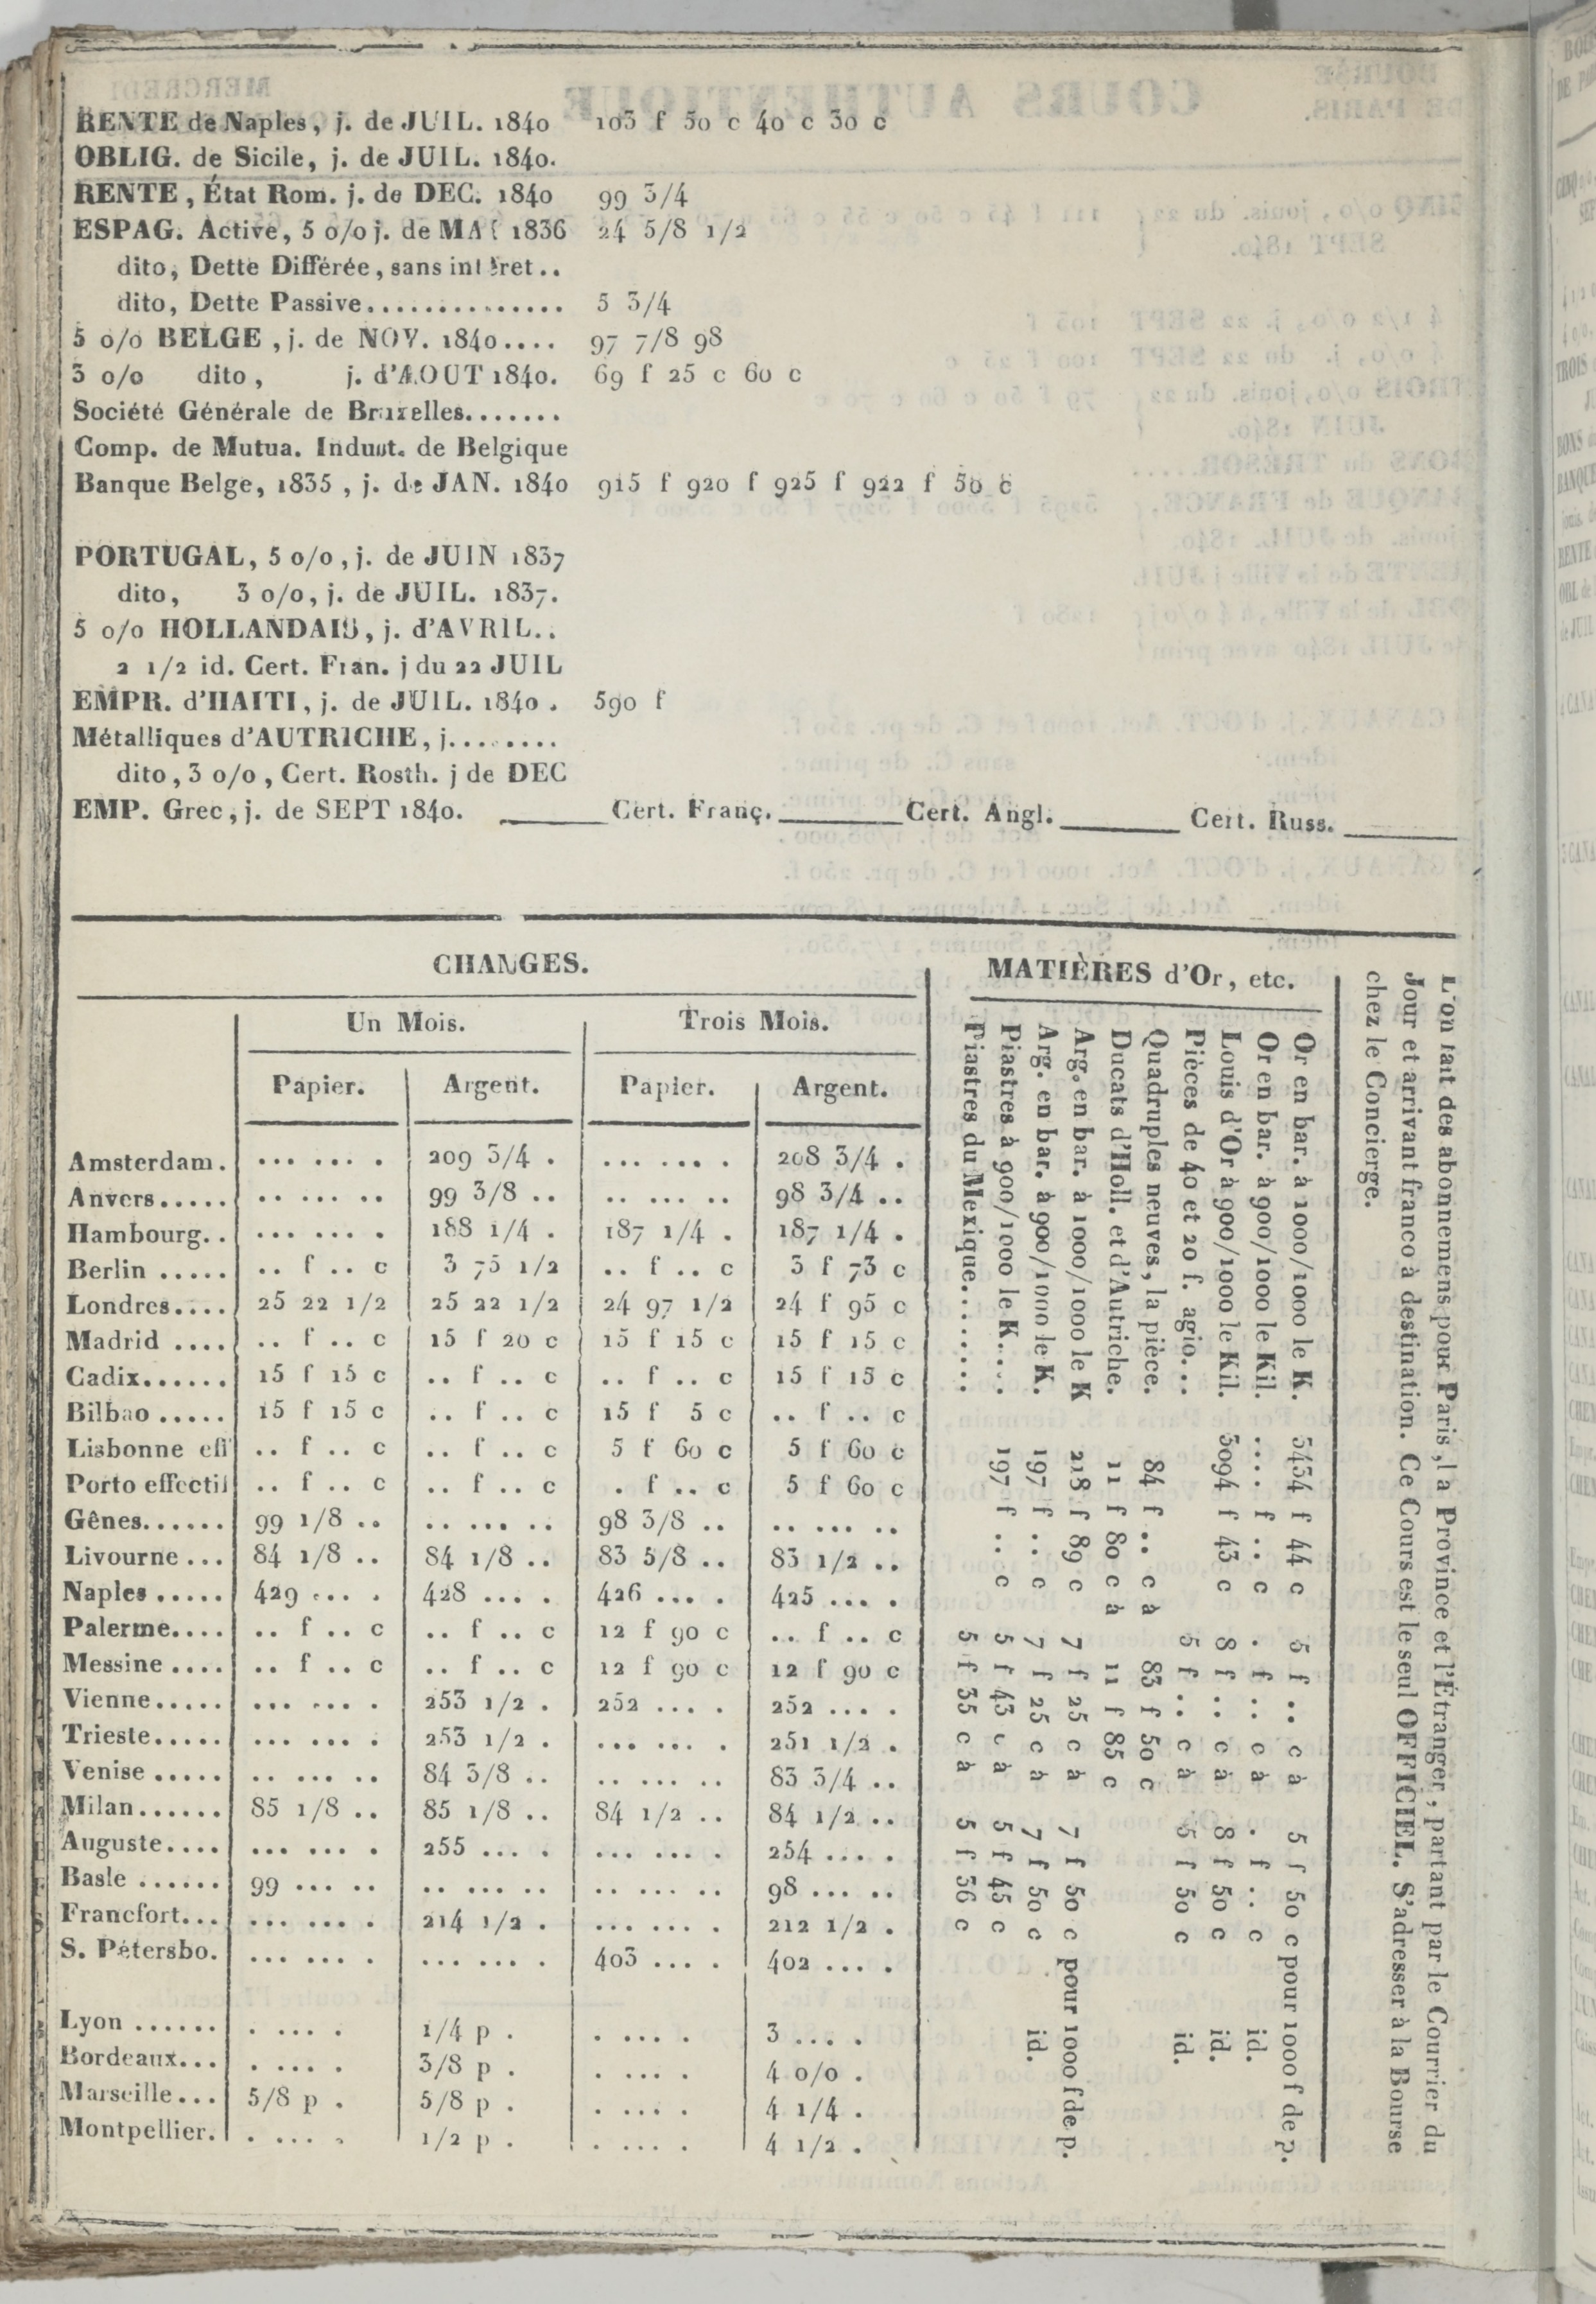 RENTE de Naples, j. de JUIL. 1840 103 f 50 c 40 c 30 c
OBLIG. de Sicile, j. de JUIL. 1840.
RENTE, État Rom. j. de DEC. 1840 99 3/4
ESPAG. Active, 5 o/o j. de MAI 1836 24 5/8 1/2
dito, Dette Différée, sans intéret..
dito, Dette Passive.............. 5 3/4
5 o/o BELGE, j. de NOV. 1840.... 97 7/8 98
3 o/o dito, j. d'AOUT 1840. 69 f 25 c 60 c
Société Générale de Bruxelles.......
Comp. de Mutua. Indust. de Belgique
Banque Belge, 1835, j. de JAN. 1840 915 f 920 f 925 f 922 f 50 c
PORTUGAL, 5 o/o, j. de JUIN 1837
dito, 3 o/o, j. de JUIL. 1837.
5 o/o HOLLANDAIS, j. d'AVRIL..
2 1/2 id. Cert. Fran. j du 22 JUIL
EMPR. d'HAITI, j. de JUIL. 1840. 590 f
Métalliques d'AUTRICHE, j........
dito, 3 o/o, Cert. Rosth. j de DEC
EMP. Grec, j. de SEPT 1840. ______ Cert. Franç. ______ Cert. Angl. ______ Cert. Russ. ______
CHANGES.
Un Mois. Trois Mois.
Papier. Argent. Papier. Argent.
Amsterdam. ... ... . 209 3/4 . ... ... . 208 3/4 .
Anvers..... .. ... .. 99 3/8 .. .. ... .. 98 3/4 ..
Hambourg.. ... ... . 188 1/4 . 187 1/4 . 187 1/4 .
Berlin ..... .. f .. c 3 75 1/2 .. f .. c 3 f 73 c
Londres.... 25 22 1/2 25 22 1/2 24 97 1/2 24 f 95 c
Madrid .... .. f .. c 15 f 20 c 15 f 15 c 15 f 15 c
Cadix...... 15 f 15 c .. f .. c .. f .. c 15 f 15 c
Bilbao ..... 15 f 15 c .. f .. c 15 f 5 c .. f .. c
Lisbonne eff .. f .. c .. f .. c 5 f 60 c 5 f 60 c
Porto effectif .. f .. c .. f .. c . f .. c 5 f 60 c
Gênes...... 99 1/8 .. .. ... .. 98 3/8 .. .. ... ..
Livourne ... 84 1/8 .. 84 1/8 .. 83 5/8 .. 83 1/2 ..
Naples ..... 429 ... . 428 ... . 426 ... . 425 ... .
Palerme.... .. f .. c .. f .. c 12 f 90 c .. f .. c
Messine .... .. f .. c .. f .. c 12 f 90 c 12 f 90 c
Vienne..... ... ... . 253 1/2 . 252 ... . 252 ... .
Trieste..... ... ... . 253 1/2 . ... ... . 251 1/2 .
Venise ..... .. ... .. 84 3/8 .. .. ... .. 83 3/4 ..
Milan...... 85 1/8 .. 85 1/8 .. 84 1/2 .. 84 1/2 ..
Auguste.... ... ... . 255 ... . ... ... . 254 ... .
Basle ...... 99 ... .. .. ... .. .. ... .. 98 ... ..
Francfort... ... ... . 214 1/2 . ... ... . 212 1/2 .
S. Pétersbo. ... ... . ... ... . 403 ... . 402 ... .
Lyon ...... . ... . 1/4 p . . ... . 3 ... .
Bordeaux... . ... . 3/8 p . . ... . 4 o/o .
Marseille... 5/8 p . 5/8 p . . ... . 4 1/4 .
Montpellier. . ... . 1/2 p . . ... . 4 1/2 .
MATIÈRES d'Or, etc.
Or en bar. à 1000/1000 le K. 3434 f 44 c 5 f .. c à 5 f 50 c pour 1000 f de p.
Or en bar. à 900/1000 le Kil. .... f .. c . f .. c à . f .. c id.
Louis d'Or à 900/1000 le Kil. 3094 f 43 c 8 f .. c à 8 f 50 c id.
Pièces de 40 et 20 f. agio... 5 f .. c à 5 f 50 c id.
Quadruples neuves, la pièce. 84 f .. c à 83 f 50 c
Ducats d'Holl. et d'Autriche. 11 f 80 c à 11 f 85 c
Arg. en bar. à 1000/1000 le K 218 f 89 c 7 f 25 c à 7 f 50 c pour 1000 f de p.
Arg. en bar. à 900/1000 le K. 197 f .. c 7 f 25 c à 7 f 50 c id.
Piastres à 900/1000 le K.... 197 f .. c 5 f 43 c à 5 f 45 c
Piastres du Mexique........ 5 f 35 c à 5 f 36 c
L'on fait des abonnemens pour Paris, la Province et l'Étranger, partant par le Courrier du
Jour et arrivant franco à destination. Ce Cours est le seul OFFICIEL. S'adresser à la Bourse
chez le Concierge.